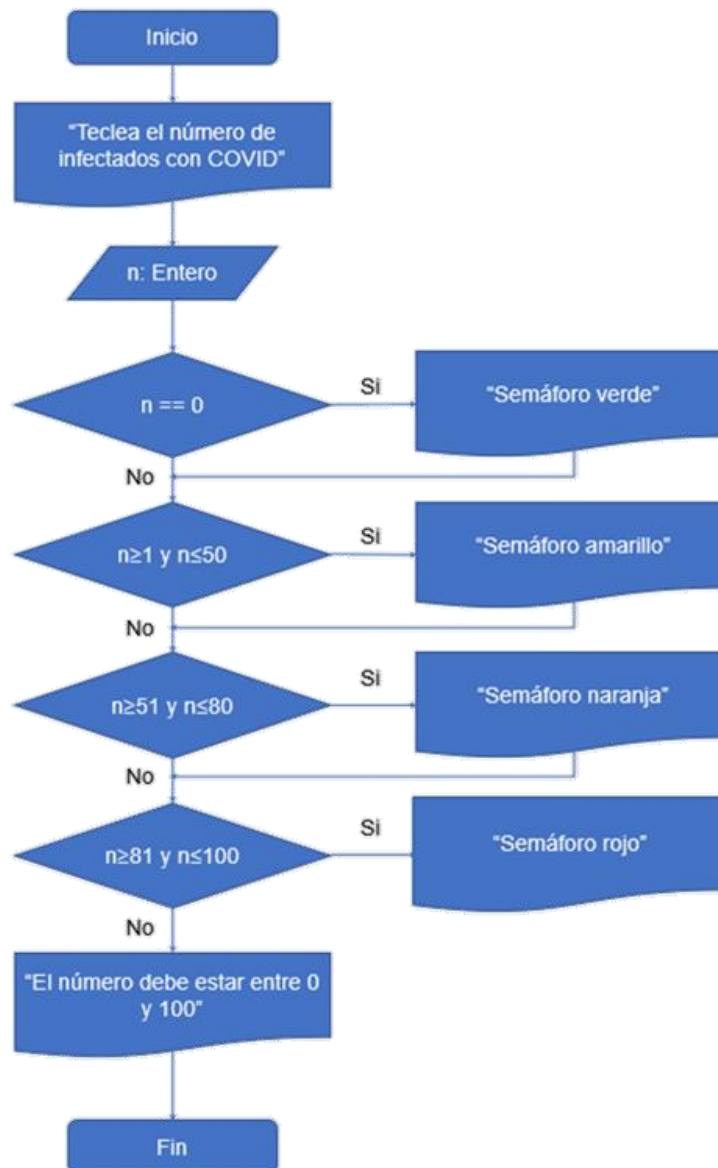 Inicio
“Teclea el número de
infectados con COVID”
n: Entero
n == 0
Si
“Semáforo verde”
No
n≥1 y n≤50
Si
“Semáforo amarillo”
No
n≥51 y n≤80
Si
“Semáforo naranja”
No
n≥81 y n≤100
Si
“Semáforo rojo”
No
“El número debe estar entre 0
y 100”
Fin